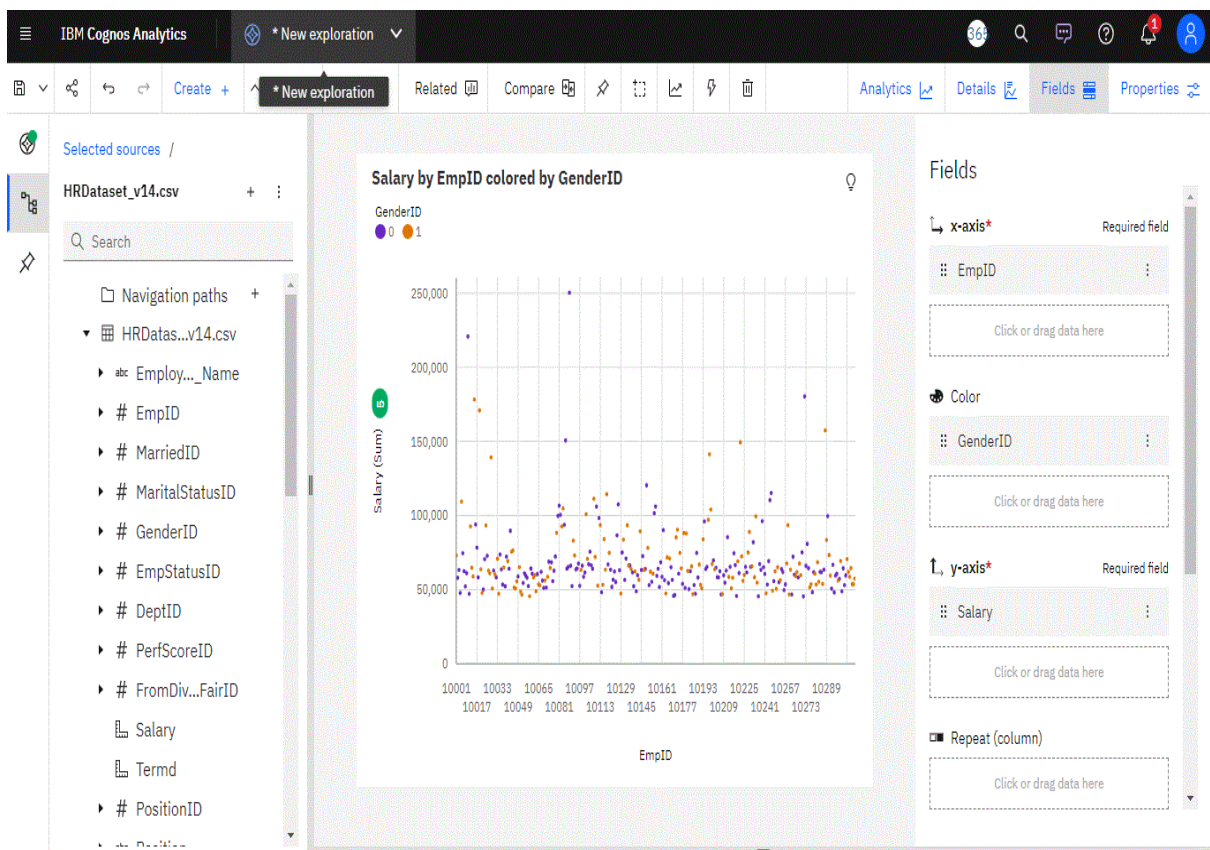 IBM Cognos Analytics
* New exploration
365
1
Create +
* New exploration
Related
Compare
Analytics
Details
Fields
Properties
Selected sources /
HRDataset_v14.csv
Search
Navigation paths +
HRDatas...v14.csv
abc Employ..._Name
# EmpID
# MarriedID
# MaritalStatusID
# GenderID
# EmpStatusID
# DeptID
# PerfScoreID
# FromDiv...FairID
Salary
Termd
# PositionID
Salary by EmpID colored by GenderID
GenderID
0 1
Salary (Sum)
250,000
200,000
150,000
100,000
50,000
0
10001 10033 10065 10097 10129 10161 10193 10225 10257 10289
10017 10049 10081 10113 10145 10177 10209 10241 10273
EmpID
Fields
x-axis* Required field
EmpID
Click or drag data here
Color
GenderID
Click or drag data here
y-axis* Required field
Salary
Click or drag data here
Repeat (column)
Click or drag data here